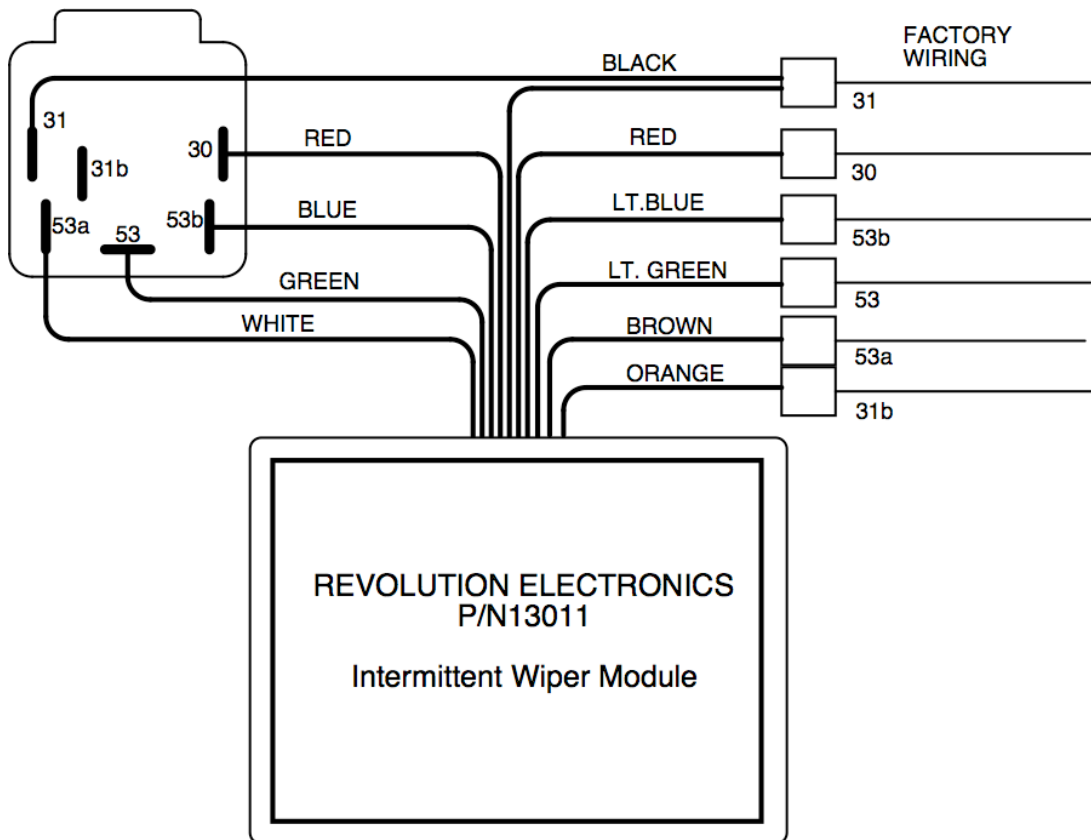 FACTORY
WIRING
BLACK
31
31
RED
RED
30
30
31b
LT.BLUE
BLUE
53b
53b
53a
53
LT. GREEN
GREEN
53
WHITE
BROWN
53a
ORANGE
31b
REVOLUTION ELECTRONICS
P/N13011
Intermittent Wiper Module